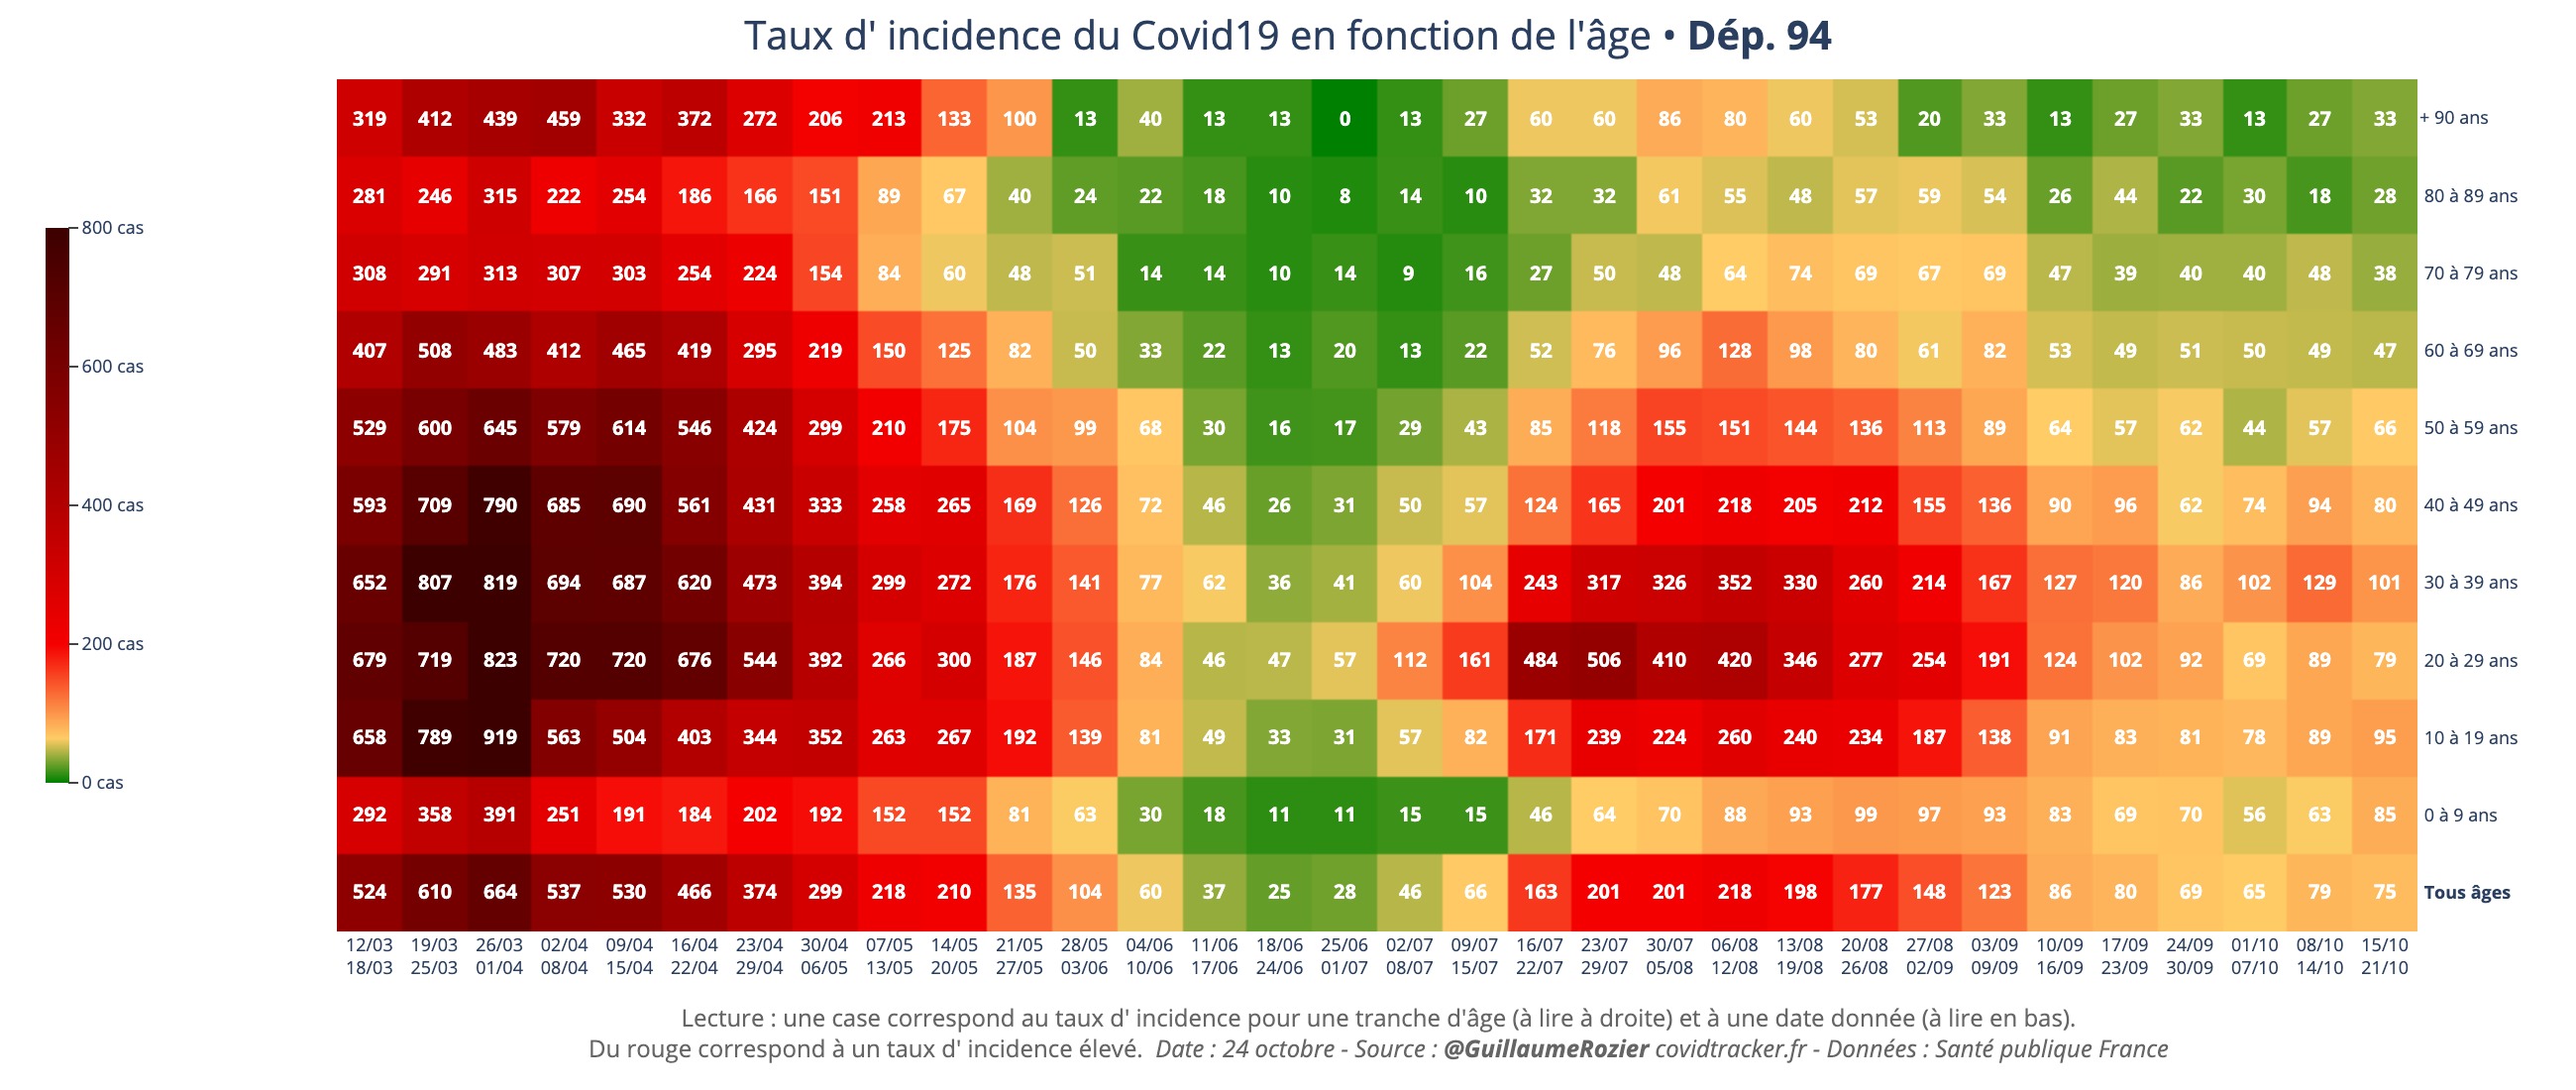 Taux d' incidence du Covid19 en fonction de l'âge • Dép. 94
800 cas
600 cas
400 cas
200 cas
0 cas
319 412 439 459 332 372 272 206 213 133 100 13 40 13 13 0 13 27 60 60 86 80 60 53 20 33 13 27 33 13 27 33 + 90 ans
281 246 315 222 254 186 166 151 89 67 40 24 22 18 10 8 14 10 32 32 61 55 48 57 59 54 26 44 22 30 18 28 80 à 89 ans
308 291 313 307 303 254 224 154 84 60 48 51 14 14 10 14 9 16 27 50 48 64 74 69 67 69 47 39 40 40 48 38 70 à 79 ans
407 508 483 412 465 419 295 219 150 125 82 50 33 22 13 20 13 22 52 76 96 128 98 80 61 82 53 49 51 50 49 47 60 à 69 ans
529 600 645 579 614 546 424 299 210 175 104 99 68 30 16 17 29 43 85 118 155 151 144 136 113 89 64 57 62 44 57 66 50 à 59 ans
593 709 790 685 690 561 431 333 258 265 169 126 72 46 26 31 50 57 124 165 201 218 205 212 155 136 90 96 62 74 94 80 40 à 49 ans
652 807 819 694 687 620 473 394 299 272 176 141 77 62 36 41 60 104 243 317 326 352 330 260 214 167 127 120 86 102 129 101 30 à 39 ans
679 719 823 720 720 676 544 392 266 300 187 146 84 46 47 57 112 161 484 506 410 420 346 277 254 191 124 102 92 69 89 79 20 à 29 ans
658 789 919 563 504 403 344 352 263 267 192 139 81 49 33 31 57 82 171 239 224 260 240 234 187 138 91 83 81 78 89 95 10 à 19 ans
292 358 391 251 191 184 202 192 152 152 81 63 30 18 11 11 15 15 46 64 70 88 93 99 97 93 83 69 70 56 63 85 0 à 9 ans
524 610 664 537 530 466 374 299 218 210 135 104 60 37 25 28 46 66 163 201 201 218 198 177 148 123 86 80 69 65 79 75 Tous âges
12/03 19/03 26/03 02/04 09/04 16/04 23/04 30/04 07/05 14/05 21/05 28/05 04/06 11/06 18/06 25/06 02/07 09/07 16/07 23/07 30/07 06/08 13/08 20/08 27/08 03/09 10/09 17/09 24/09 01/10 08/10 15/10
18/03 25/03 01/04 08/04 15/04 22/04 29/04 06/05 13/05 20/05 27/05 03/06 10/06 17/06 24/06 01/07 08/07 15/07 22/07 29/07 05/08 12/08 19/08 26/08 02/09 09/09 16/09 23/09 30/09 07/10 14/10 21/10
Lecture : une case correspond au taux d' incidence pour une tranche d'âge (à lire à droite) et à une date donnée (à lire en bas).
Du rouge correspond à un taux d' incidence élevé. Date : 24 octobre - Source : @GuillaumeRozier covidtracker.fr - Données : Santé publique France